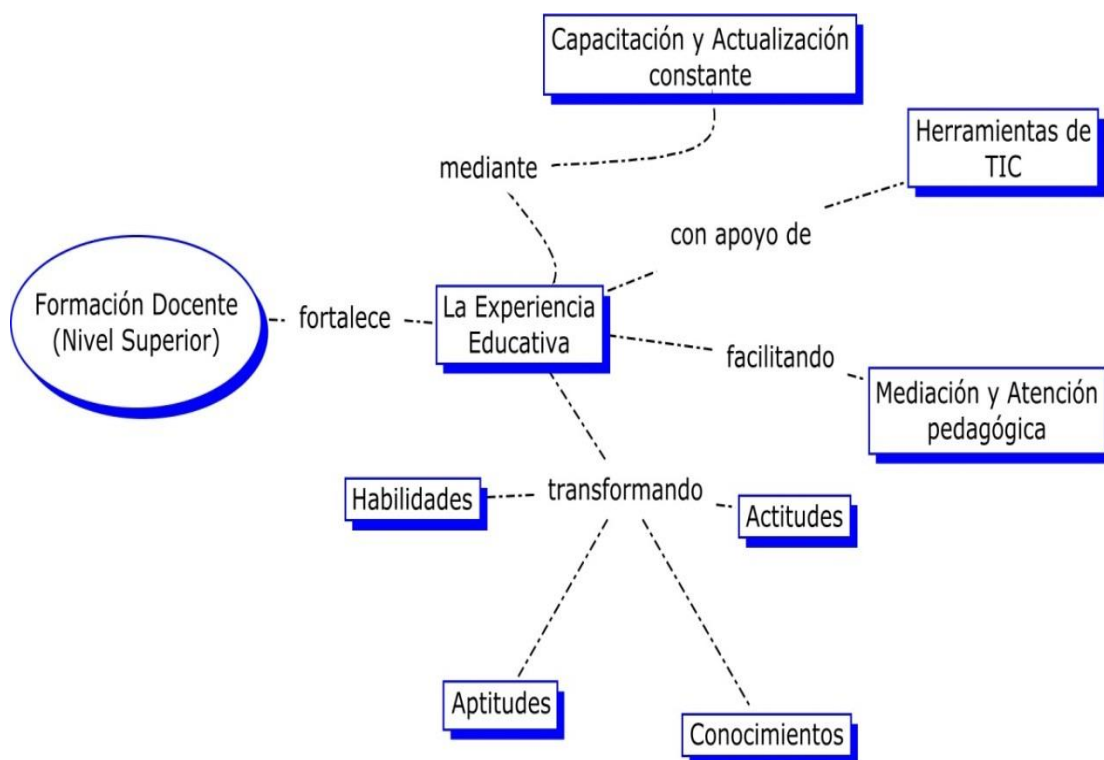 Capacitación y Actualización
constante
Herramientas de
TIC
mediante
con apoyo de
Formación Docente
(Nivel Superior)
fortalece
La Experiencia
Educativa
facilitando
Mediación y Atención
pedagógica
Habilidades
transformando
Actitudes
Aptitudes
Conocimientos